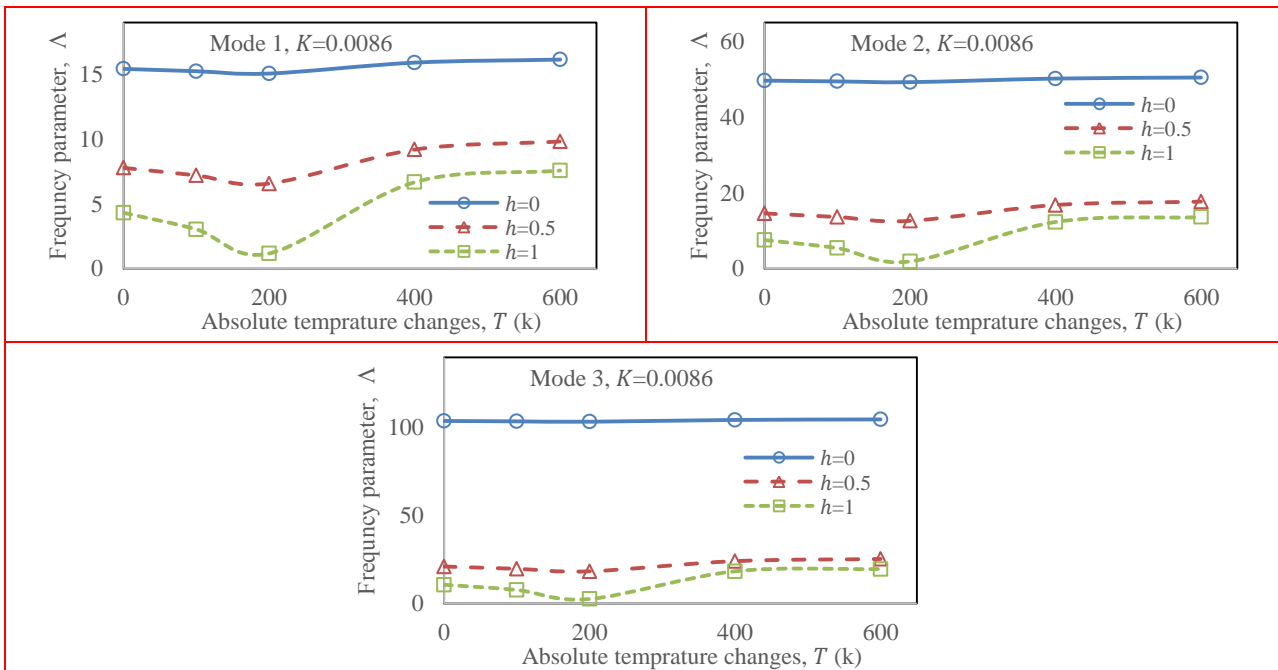 Mode 1, K=0.0086
Frequncy parameter, Λ
15
10
5
0
h=0
h=0.5
h=1
0 200 400 600
Absolute temprature changes, T (k)
Mode 2, K=0.0086
Frequncy parameter, Λ
60
40
20
0
h=0
h=0.5
h=1
0 200 400 600
Absolute temprature changes, T (k)
Mode 3, K=0.0086
Frequncy parameter, Λ
100
50
0
h=0
h=0.5
h=1
0 200 400 600
Absolute temprature changes, T (k)